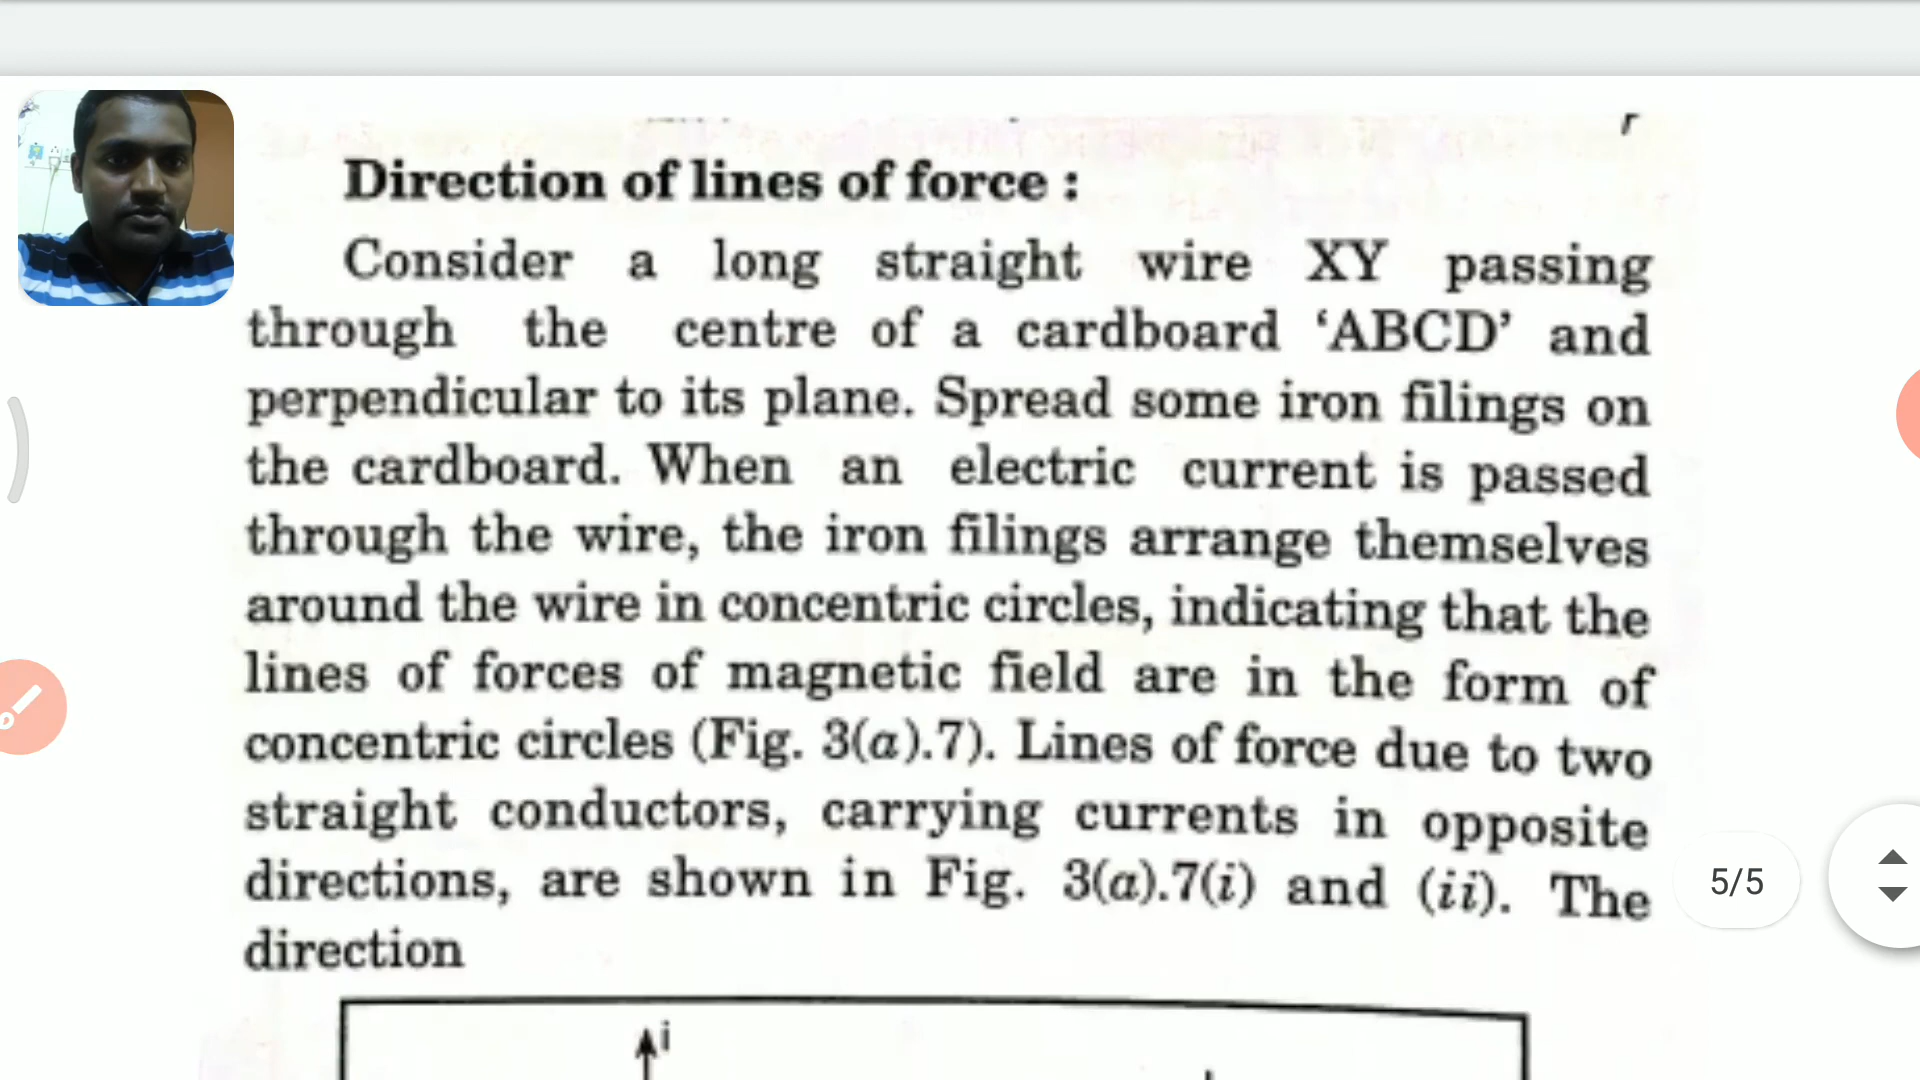 r
Direction of lines of force :
Consider a long straight wire XY passing
through the centre of a cardboard 'ABCD' and
perpendicular to its plane. Spread some iron filings on
the cardboard. When an electric current is passed
through the wire, the iron filings arrange themselves
around the wire in concentric circles, indicating that the
lines of forces of magnetic field are in the form of
concentric circles (Fig. 3(a).7). Lines of force due to two
straight conductors, carrying currents in opposite
directions, are shown in Fig. 3(a).7(i) and (ii). The
direction
5/5
i